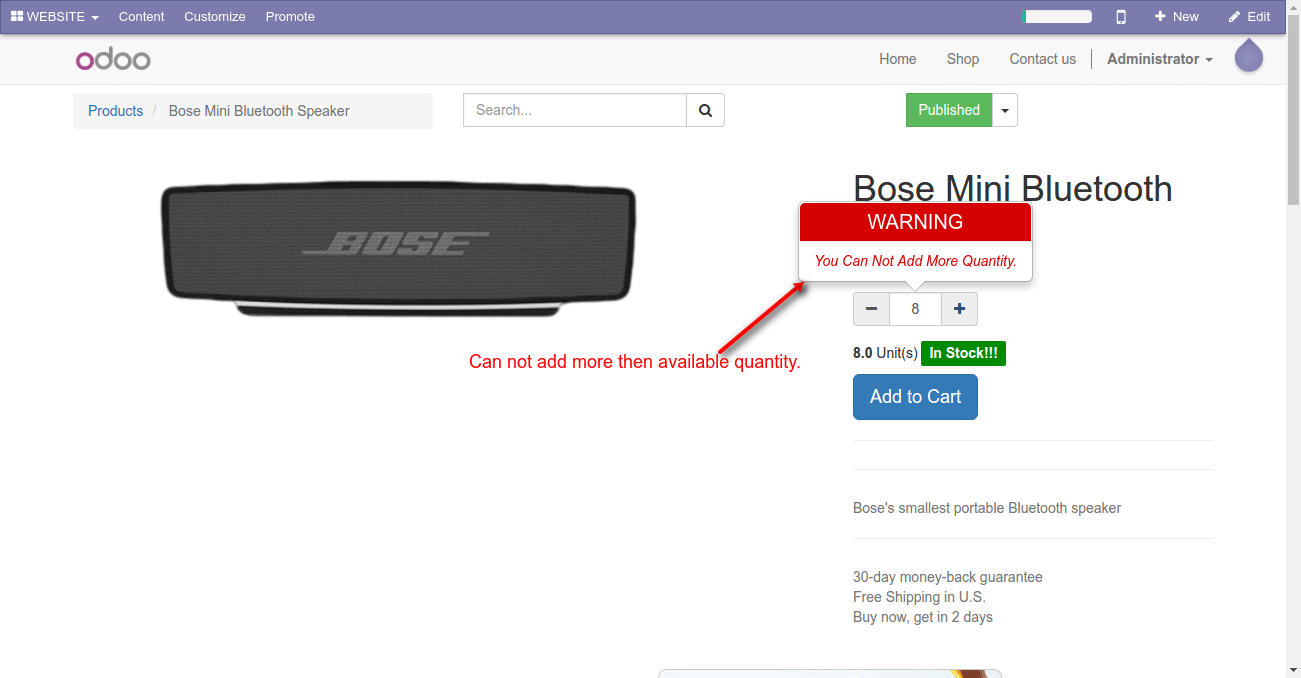 WEBSITE Content Customize Promote New Edit
odoo Home Shop Contact us Administrator
Products / Bose Mini Bluetooth Speaker Search... Published
Bose Mini Bluetooth
BOSE
WARNING
You Can Not Add More Quantity.
8
8.0 Unit(s) In Stock!!!
Can not add more then available quantity.
Add to Cart
Bose's smallest portable Bluetooth speaker
30-day money-back guarantee
Free Shipping in U.S.
Buy now, get in 2 days